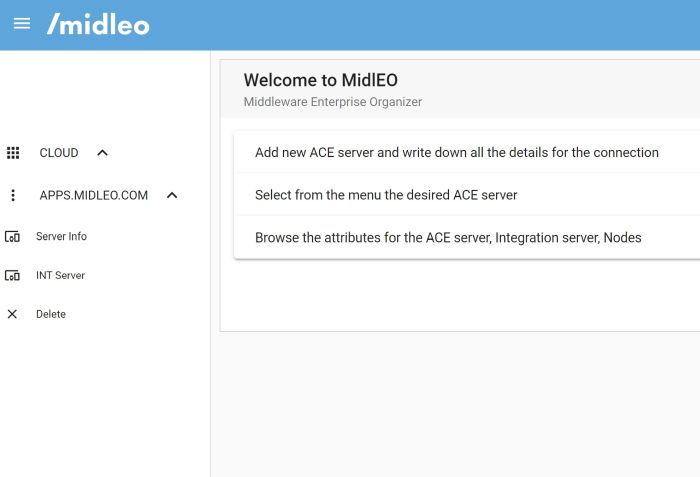 /midleo
Welcome to MidlEO
Middleware Enterprise Organizer
CLOUD
APPS.MIDLEO.COM
Server Info
INT Server
Delete
Add new ACE server and write down all the details for the connection
Select from the menu the desired ACE server
Browse the attributes for the ACE server, Integration server, Nodes